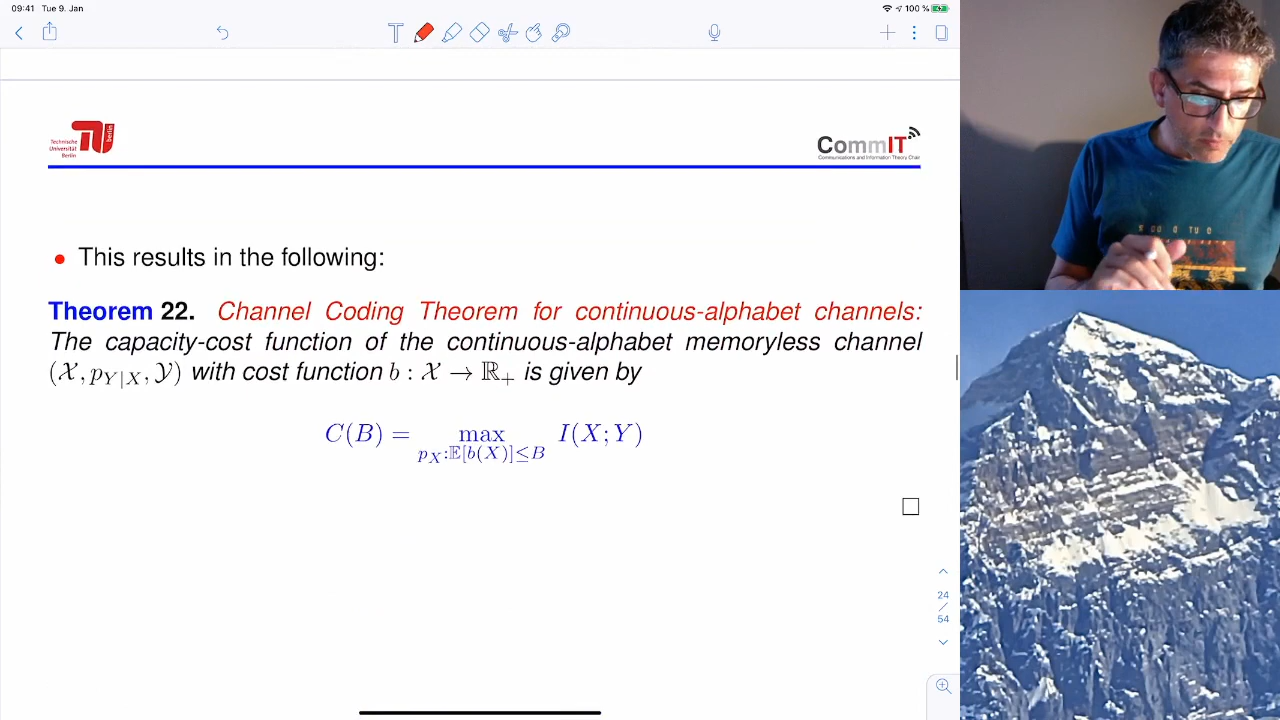 09:41 Tue 9. Jan
100 %
T
Technische
Universität
Berlin
berlin
CommIT
Communications and Information Theory Chair
• This results in the following:
Theorem 22. Channel Coding Theorem for continuous-alphabet channels:
The capacity-cost function of the continuous-alphabet memoryless channel
(𝒳, p_{Y|X}, 𝒴) with cost function b : 𝒳 → ℝ₊ is given by
C(B) = max_{p_X:𝔼[b(X)]≤B} I(X; Y)
□
24
/
54